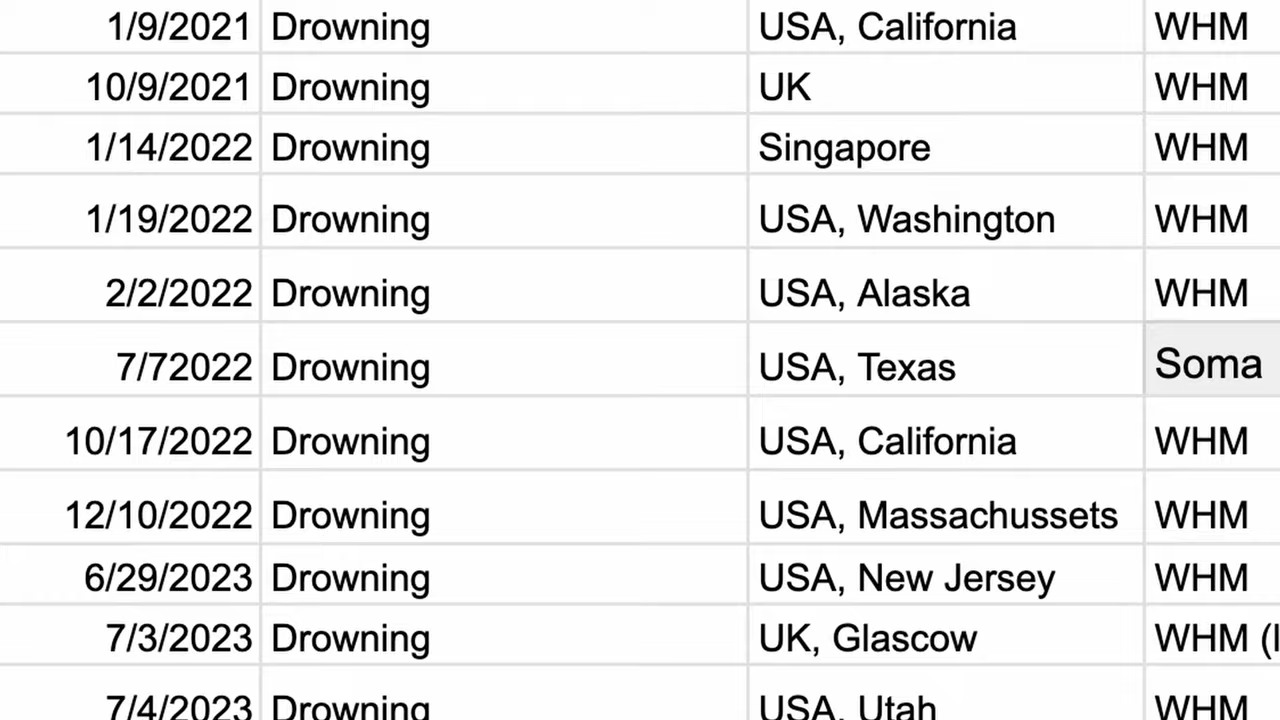 1/9/2021 Drowning USA, California WHM
10/9/2021 Drowning UK WHM
1/14/2022 Drowning Singapore WHM
1/19/2022 Drowning USA, Washington WHM
2/2/2022 Drowning USA, Alaska WHM
7/72022 Drowning USA, Texas Soma
10/17/2022 Drowning USA, California WHM
12/10/2022 Drowning USA, Massachussets WHM
6/29/2023 Drowning USA, New Jersey WHM
7/3/2023 Drowning UK, Glascow WHM (
7/4/2023 Drowning USA, Utah WHM